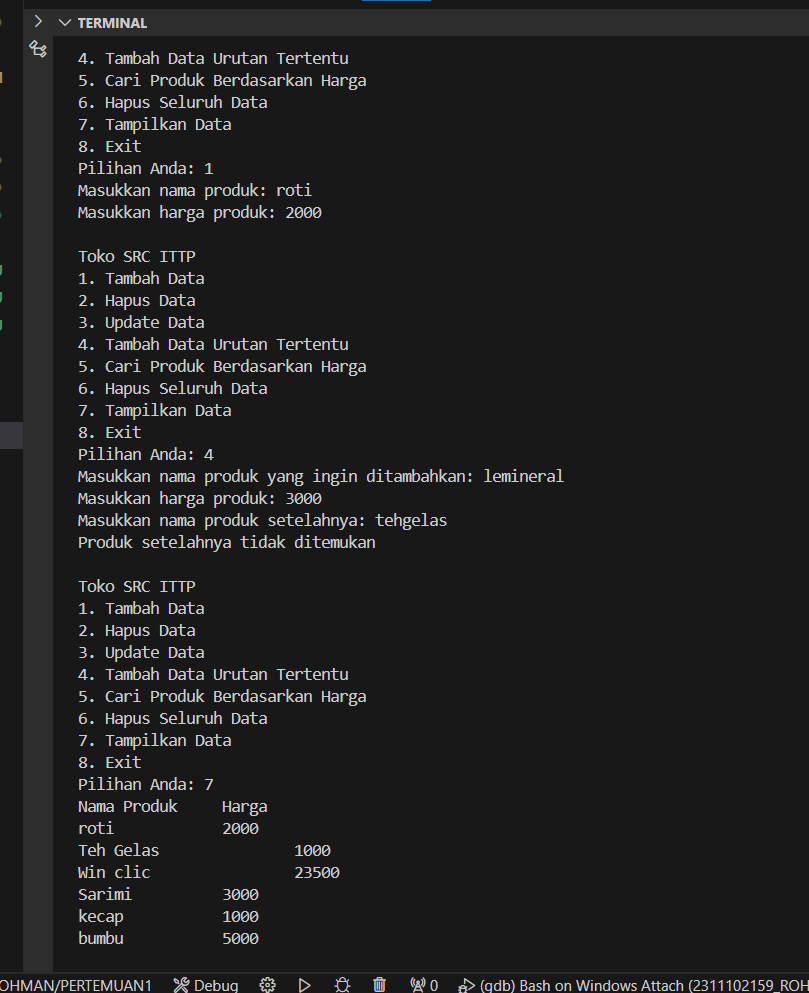 TERMINAL
4. Tambah Data Urutan Tertentu
5. Cari Produk Berdasarkan Harga
6. Hapus Seluruh Data
7. Tampilkan Data
8. Exit
Pilihan Anda: 1
Masukkan nama produk: roti
Masukkan harga produk: 2000
Toko SRC ITTP
1. Tambah Data
2. Hapus Data
3. Update Data
4. Tambah Data Urutan Tertentu
5. Cari Produk Berdasarkan Harga
6. Hapus Seluruh Data
7. Tampilkan Data
8. Exit
Pilihan Anda: 4
Masukkan nama produk yang ingin ditambahkan: lemineral
Masukkan harga produk: 3000
Masukkan nama produk setelahnya: tehgelas
Produk setelahnya tidak ditemukan
Toko SRC ITTP
1. Tambah Data
2. Hapus Data
3. Update Data
4. Tambah Data Urutan Tertentu
5. Cari Produk Berdasarkan Harga
6. Hapus Seluruh Data
7. Tampilkan Data
8. Exit
Pilihan Anda: 7
Nama Produk Harga
roti 2000
Teh Gelas 1000
Win clic 23500
Sarimi 3000
kecap 1000
bumbu 5000
OHMAN/PERTEMUAN1 Debug 0 (gdb) Bash on Windows Attach (2311102159_ROH